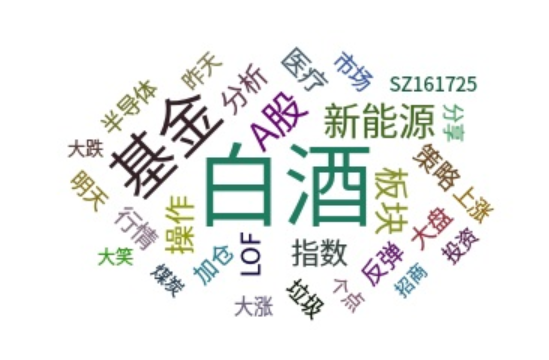 昨天
医疗
市场
SZ161725
半导体
分析
基金
A股
新能源
分享
大跌
白酒
板块
策略
上涨
明天
行情
操作
大盘
投资
大笑
煤炭
加仓
LOF
指数
反弹
招商
大涨
垃圾
个点